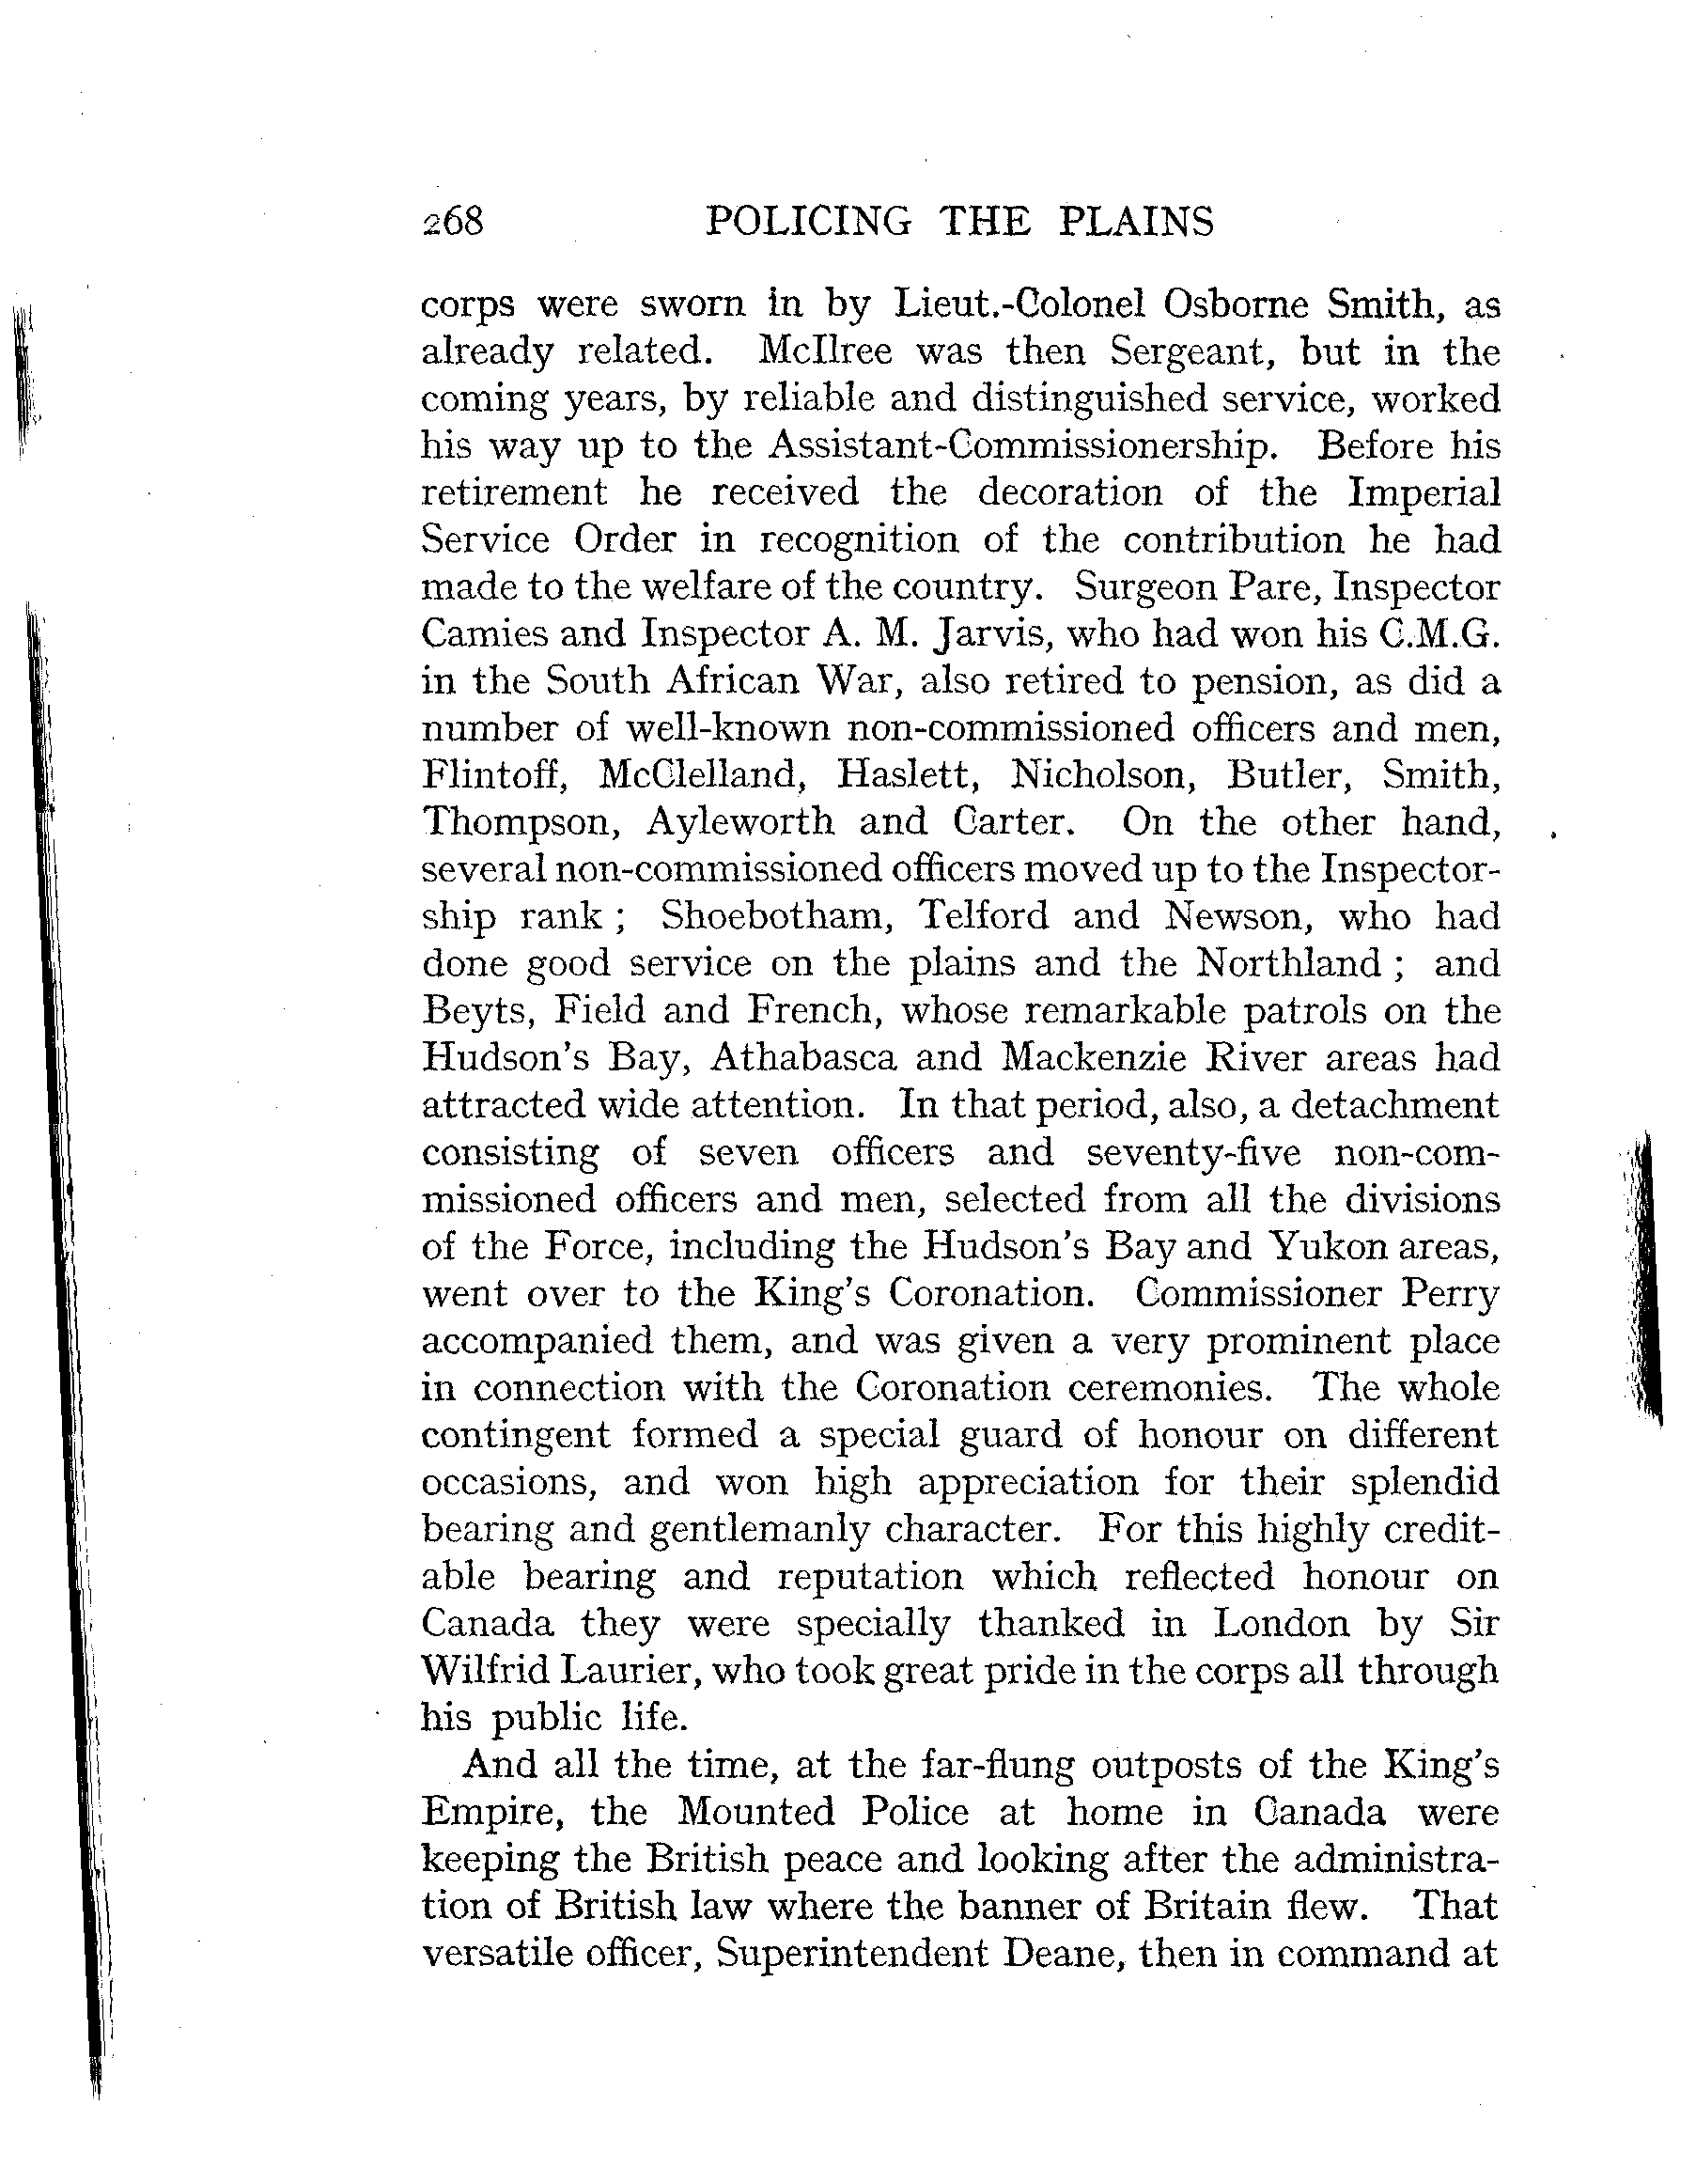 268 POLICING THE PLAINS
corps were sworn in by Lieut.-Colonel Osborne Smith, as
already related. McIlree was then Sergeant, but in the
coming years, by reliable and distinguished service, worked
his way up to the Assistant-Commissionership. Before his
retirement he received the decoration of the Imperial
Service Order in recognition of the contribution he had
made to the welfare of the country. Surgeon Pare, Inspector
Camies and Inspector A. M. Jarvis, who had won his C.M.G.
in the South African War, also retired to pension, as did a
number of well-known non-commissioned officers and men,
Flintoff, McClelland, Haslett, Nicholson, Butler, Smith,
Thompson, Ayleworth and Carter. On the other hand,
several non-commissioned officers moved up to the Inspector-
ship rank ; Shoebotham, Telford and Newson, who had
done good service on the plains and the Northland ; and
Beyts, Field and French, whose remarkable patrols on the
Hudson's Bay, Athabasca and Mackenzie River areas had
attracted wide attention. In that period, also, a detachment
consisting of seven officers and seventy-five non-com-
missioned officers and men, selected from all the divisions
of the Force, including the Hudson's Bay and Yukon areas,
went over to the King's Coronation. Commissioner Perry
accompanied them, and was given a very prominent place
in connection with the Coronation ceremonies. The whole
contingent formed a special guard of honour on different
occasions, and won high appreciation for their splendid
bearing and gentlemanly character. For this highly credit-
able bearing and reputation which reflected honour on
Canada they were specially thanked in London by Sir
Wilfrid Laurier, who took great pride in the corps all through
his public life.
And all the time, at the far-flung outposts of the King's
Empire, the Mounted Police at home in Canada were
keeping the British peace and looking after the administra-
tion of British law where the banner of Britain flew. That
versatile officer, Superintendent Deane, then in command at